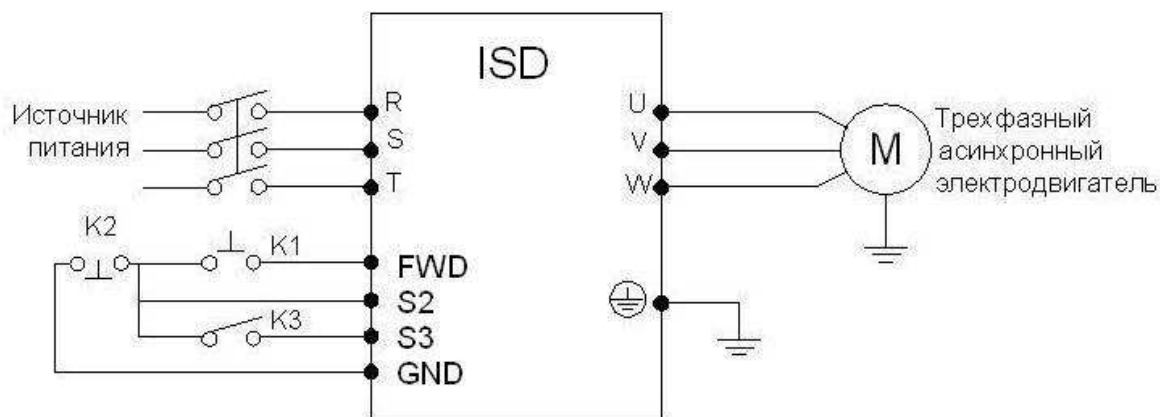 ISD
Источник
питания
R
S
T
U
V
W
M
Трехфазный
асинхронный
электродвигатель
K2
K1
K3
FWD
S2
S3
GND